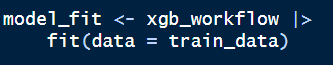 model_fit <- xgb_workflow |>
    fit(data = train_data)